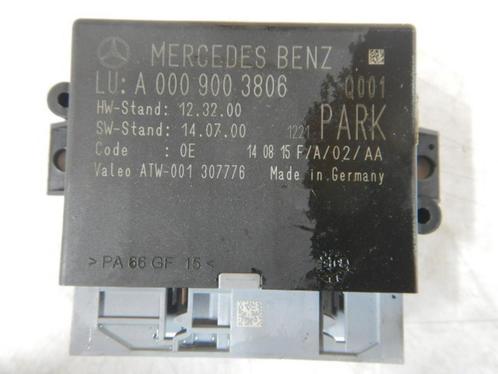 MERCEDES BENZ
LU: A 000 900 3806 Q001
HW-Stand: 12.32.00
SW-Stand: 14.07.00 1221 PARK
Code : 0E 14 08 15 F/A/02/AA
Valeo ATW-001 307776 Made in Germany
>PA 66 GF 15<